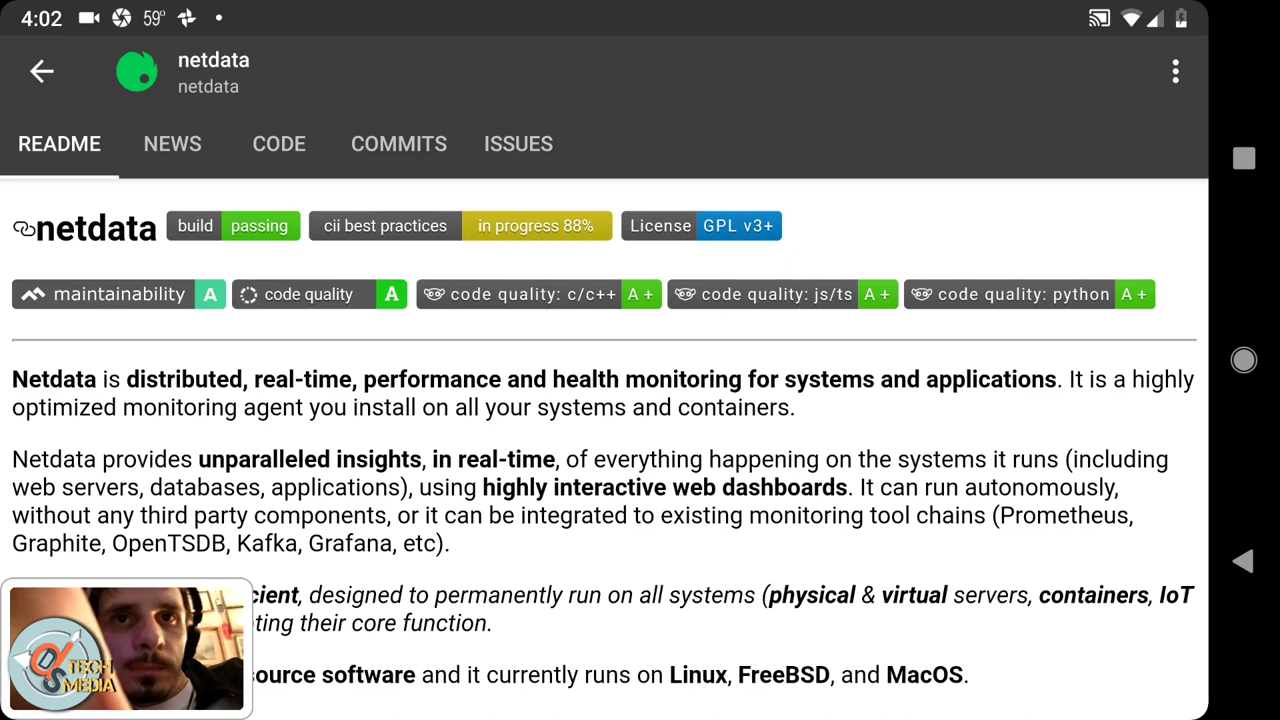 4:02 59°
netdata
netdata
README NEWS CODE COMMITS ISSUES
netdata build passing cii best practices in progress 88% License GPL v3+
maintainability A code quality A code quality: c/c++ A+ code quality: js/ts A+ code quality: python A+
Netdata is distributed, real-time, performance and health monitoring for systems and applications. It is a highly
optimized monitoring agent you install on all your systems and containers.
Netdata provides unparalleled insights, in real-time, of everything happening on the systems it runs (including
web servers, databases, applications), using highly interactive web dashboards. It can run autonomously,
without any third party components, or it can be integrated to existing monitoring tool chains (Prometheus,
Graphite, OpenTSDB, Kafka, Grafana, etc).
cient, designed to permanently run on all systems (physical & virtual servers, containers, IoT
ting their core function.
source software and it currently runs on Linux, FreeBSD, and MacOS.
TECH
MEDIA